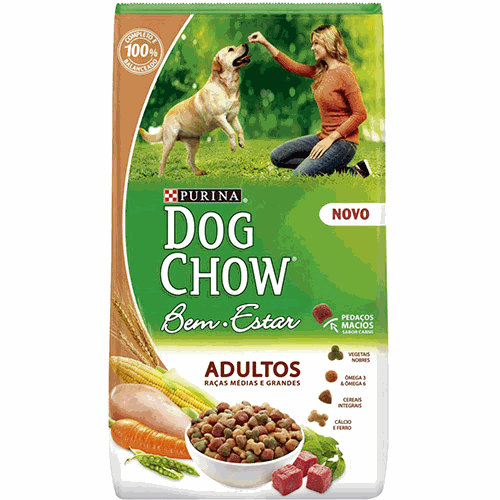 COMPLETO E
100%
BALANCEADO
PURINA®
NOVO
DOG
CHOW®
Bem-Estar
PEDAÇOS
MACIOS
SABOR CARNE
VEGETAIS
NOBRES
ÔMEGA 3
& ÔMEGA 6
CEREAIS
INTEGRAIS
CÁLCIO
E FERRO
ADULTOS
RAÇAS MÉDIAS E GRANDES